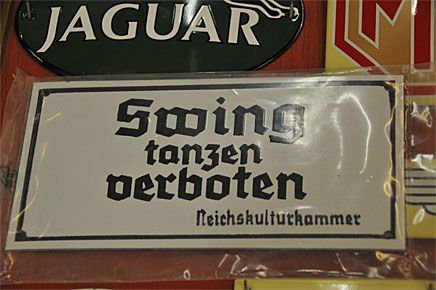 JAGUAR
Swing
tanzen
verboten
Reichskulturkammer